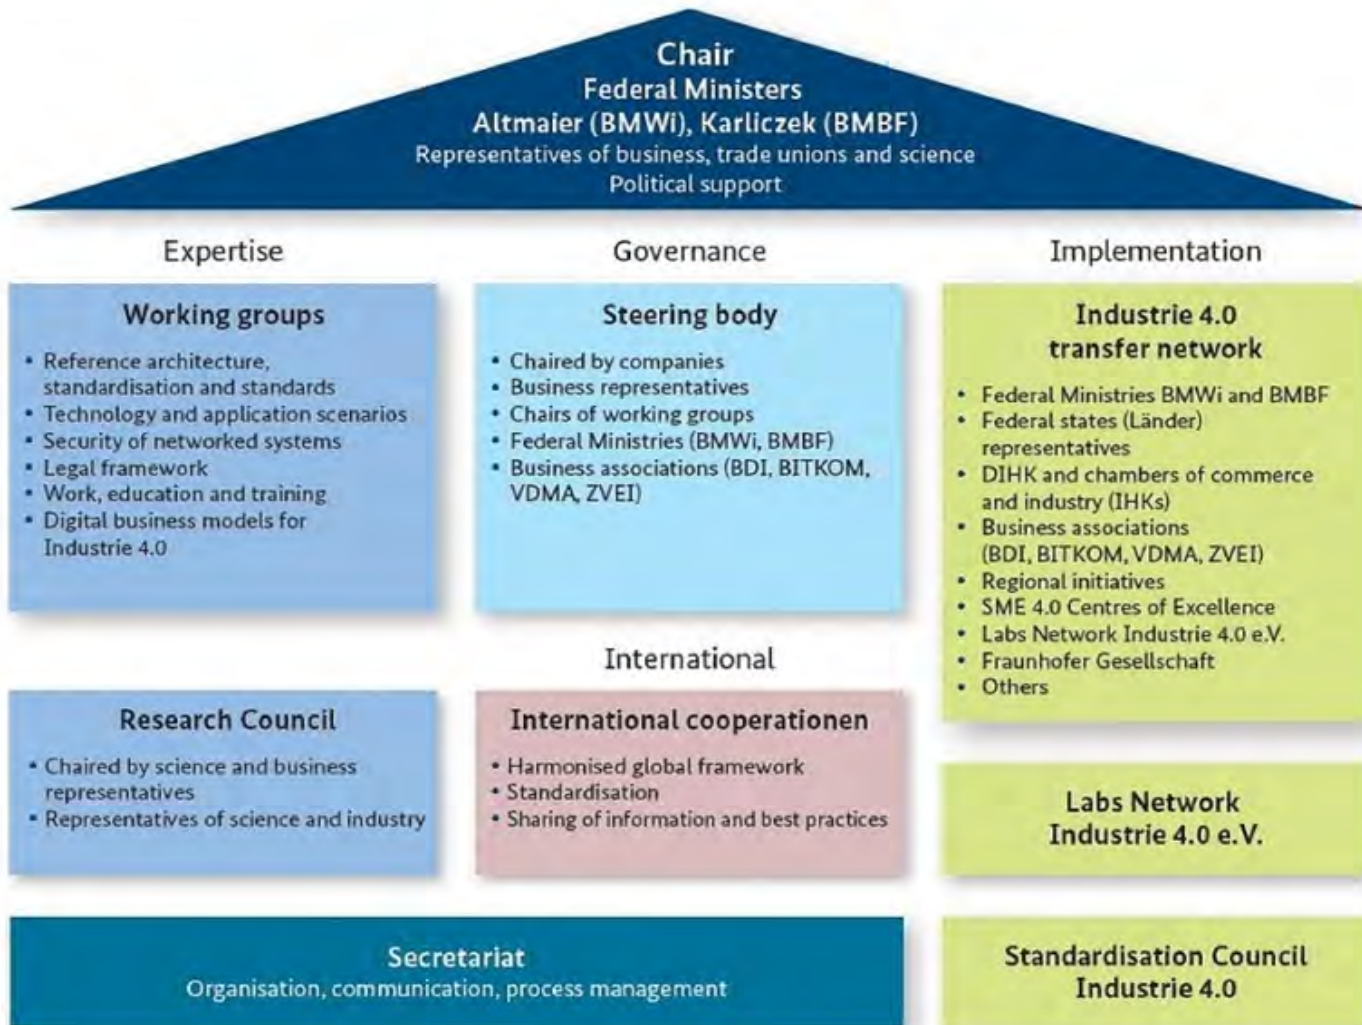 Chair
Federal Ministers
Altmaier (BMWi), Karliczek (BMBF)
Representatives of business, trade unions and science
Political support
Expertise
Working groups
• Reference architecture,
standardisation and standards
• Technology and application scenarios
• Security of networked systems
• Legal framework
• Work, education and training
• Digital business models for
Industrie 4.0
Research Council
• Chaired by science and business
representatives
• Representatives of science and industry
Governance
Steering body
• Chaired by companies
• Business representatives
• Chairs of working groups
• Federal Ministries (BMWi, BMBF)
• Business associations (BDI, BITKOM,
VDMA, ZVEI)
International
International cooperationen
• Harmonised global framework
• Standardisation
• Sharing of information and best practices
Secretariat
Organisation, communication, process management
Implementation
Industrie 4.0
transfer network
• Federal Ministries BMWi and BMBF
• Federal states (Länder)
representatives
• DIHK and chambers of commerce
and industry (IHKs)
• Business associations
(BDI, BITKOM, VDMA, ZVEI)
• Regional initiatives
• SME 4.0 Centres of Excellence
• Labs Network Industrie 4.0 e.V.
• Fraunhofer Gesellschaft
• Others
Labs Network
Industrie 4.0 e.V.
Standardisation Council
Industrie 4.0